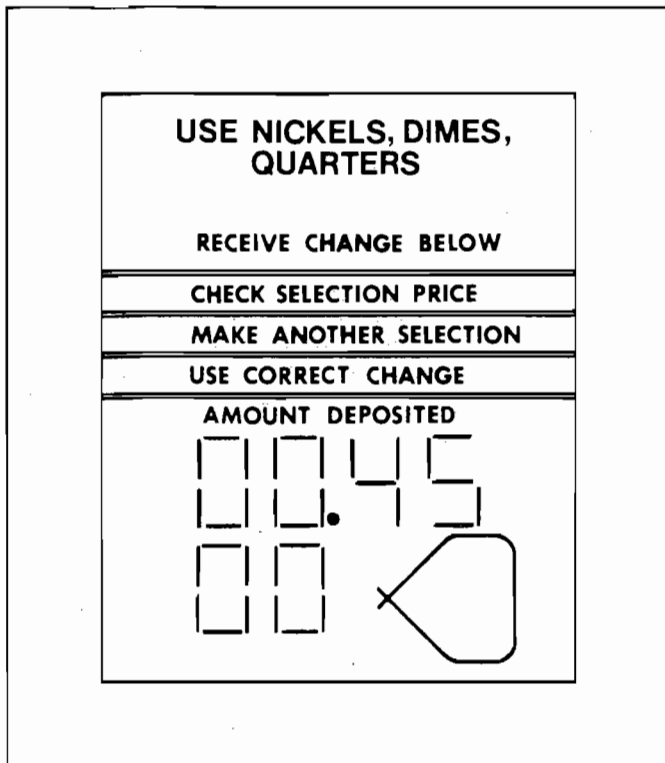 USE NICKELS, DIMES,
QUARTERS
RECEIVE CHANGE BELOW
CHECK SELECTION PRICE
MAKE ANOTHER SELECTION
USE CORRECT CHANGE
AMOUNT DEPOSITED
00.45
00